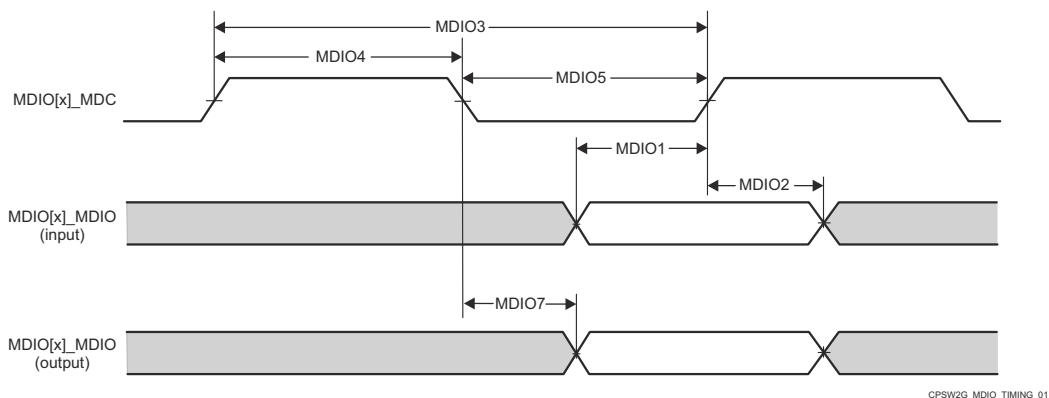 MDIO3
MDIO4
MDIO5
MDIO[x]_MDC
MDIO1
MDIO2
MDIO[x]_MDIO
(input)
MDIO7
MDIO[x]_MDIO
(output)
CPSW2G_MDIO_TIMING_01